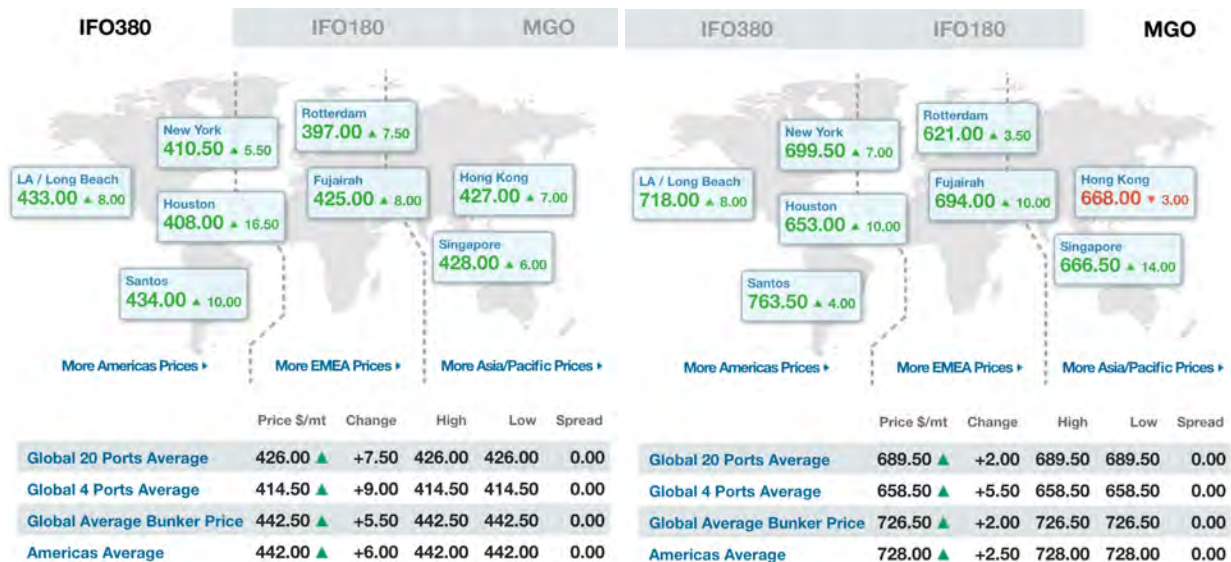 IFO380 IFO180 MGO
New York
410.50 ▲ 5.50
Rotterdam
397.00 ▲ 7.50
LA / Long Beach
433.00 ▲ 8.00
Houston
408.00 ▲ 16.50
Fujairah
425.00 ▲ 8.00
Hong Kong
427.00 ▲ 7.00
Singapore
428.00 ▲ 6.00
Santos
434.00 ▲ 10.00
More Americas Prices ▸ More EMEA Prices ▸ More Asia/Pacific Prices ▸
Price $/mt Change High Low Spread
Global 20 Ports Average 426.00 ▲ +7.50 426.00 426.00 0.00
Global 4 Ports Average 414.50 ▲ +9.00 414.50 414.50 0.00
Global Average Bunker Price 442.50 ▲ +5.50 442.50 442.50 0.00
Americas Average 442.00 ▲ +6.00 442.00 442.00 0.00
IFO380 IFO180 MGO
New York
699.50 ▲ 7.00
Rotterdam
621.00 ▲ 3.50
LA / Long Beach
718.00 ▲ 8.00
Houston
653.00 ▲ 10.00
Fujairah
694.00 ▲ 10.00
Hong Kong
668.00 ▼ 3.00
Singapore
666.50 ▲ 14.00
Santos
763.50 ▲ 4.00
More Americas Prices ▸ More EMEA Prices ▸ More Asia/Pacific Prices ▸
Price $/mt Change High Low Spread
Global 20 Ports Average 689.50 ▲ +2.00 689.50 689.50 0.00
Global 4 Ports Average 658.50 ▲ +5.50 658.50 658.50 0.00
Global Average Bunker Price 726.50 ▲ +2.00 726.50 726.50 0.00
Americas Average 728.00 ▲ +2.50 728.00 728.00 0.00